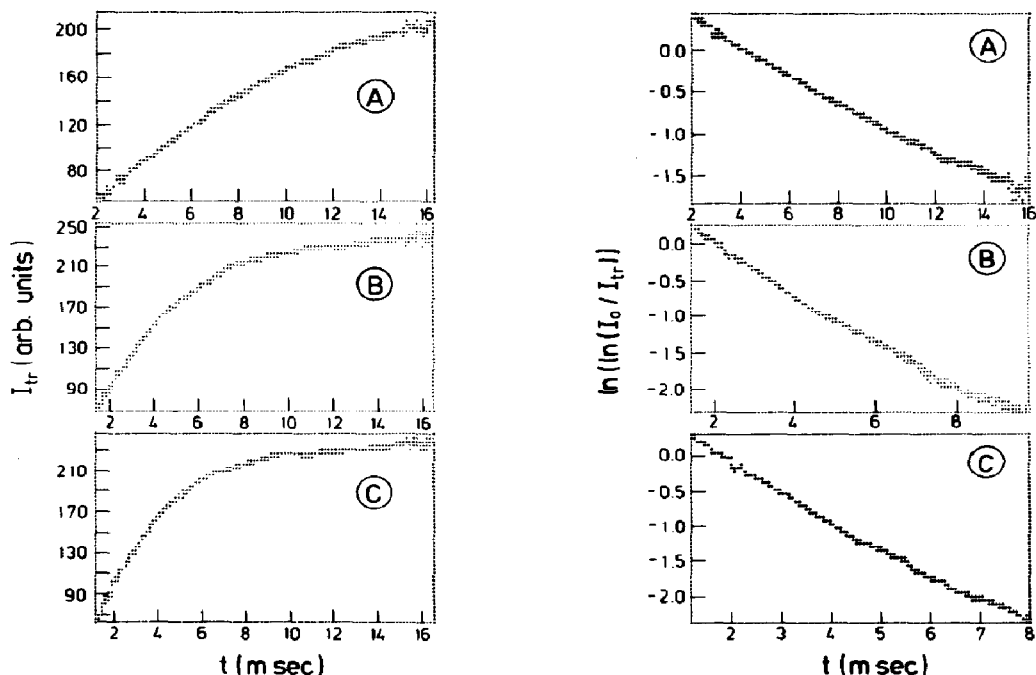 200
160
120
80
A
2 4 6 8 10 12 14 16
250
210
170
130
90
B
2 4 6 8 10 12 14 16
210
170
130
90
C
2 4 6 8 10 12 14 16
I_tr (arb. units)
t (m sec)
0.0
-0.5
-1.0
-1.5
A
2 4 6 8 10 12 14 16
0.0
-0.5
-1.0
-1.5
-2.0
B
2 4 6 8
0.0
-0.5
-1.0
-1.5
-2.0
C
2 3 4 5 6 7 8
ln(ln(I_0 / I_tr))
t (m sec)